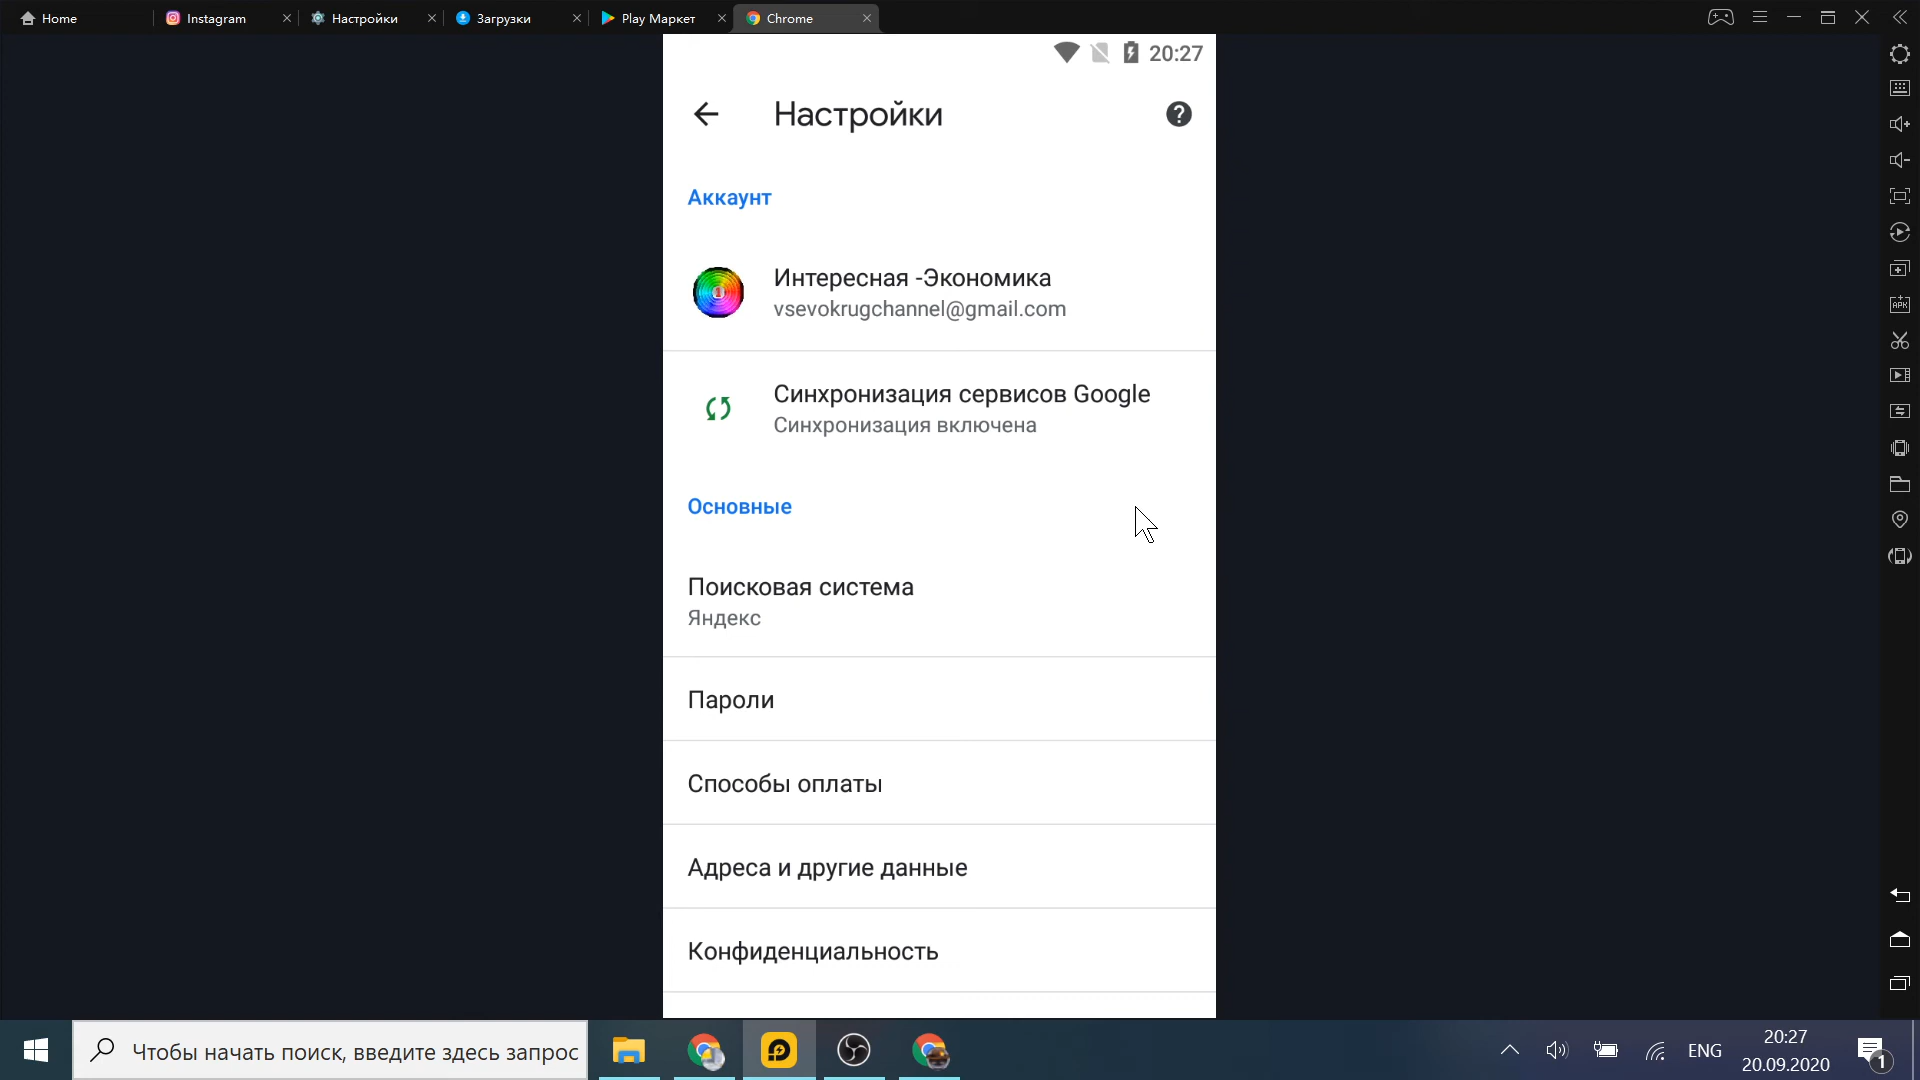 Home
Instagram
Настройки
Загрузки
Play Маркет
Chrome
20:27
Настройки
Аккаунт
Интересная -Экономика
vsevokrugchannel@gmail.com
Синхронизация сервисов Google
Синхронизация включена
Основные
Поисковая система
Яндекс
Пароли
Способы оплаты
Адреса и другие данные
Конфиденциальность
APK
Чтобы начать поиск, введите здесь запрос
ENG
20:27
20.09.2020
1